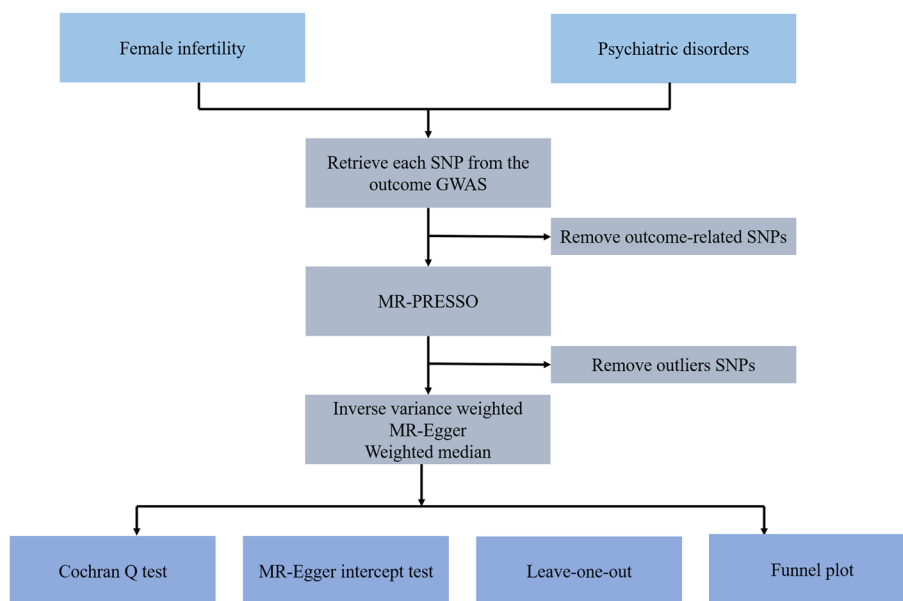 Female infertility
Psychiatric disorders
Retrieve each SNP from the
outcome GWAS
Remove outcome-related SNPs
MR-PRESSO
Remove outliers SNPs
Inverse variance weighted
MR-Egger
Weighted median
Cochran Q test
MR-Egger intercept test
Leave-one-out
Funnel plot